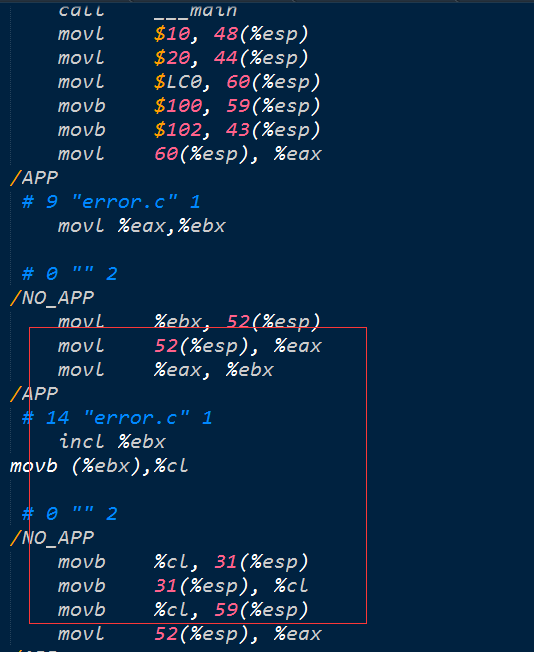 call ___main
movl $10, 48(%esp)
movl $20, 44(%esp)
movl $LC0, 60(%esp)
movb $100, 59(%esp)
movb $102, 43(%esp)
movl 60(%esp), %eax
/APP
# 9 "error.c" 1
movl %eax,%ebx
# 0 "" 2
/NO_APP
movl %ebx, 52(%esp)
movl 52(%esp), %eax
movl %eax, %ebx
/APP
# 14 "error.c" 1
incl %ebx
movb (%ebx),%cl
# 0 "" 2
/NO_APP
movb %cl, 31(%esp)
movb 31(%esp), %cl
movb %cl, 59(%esp)
movl 52(%esp), %eax